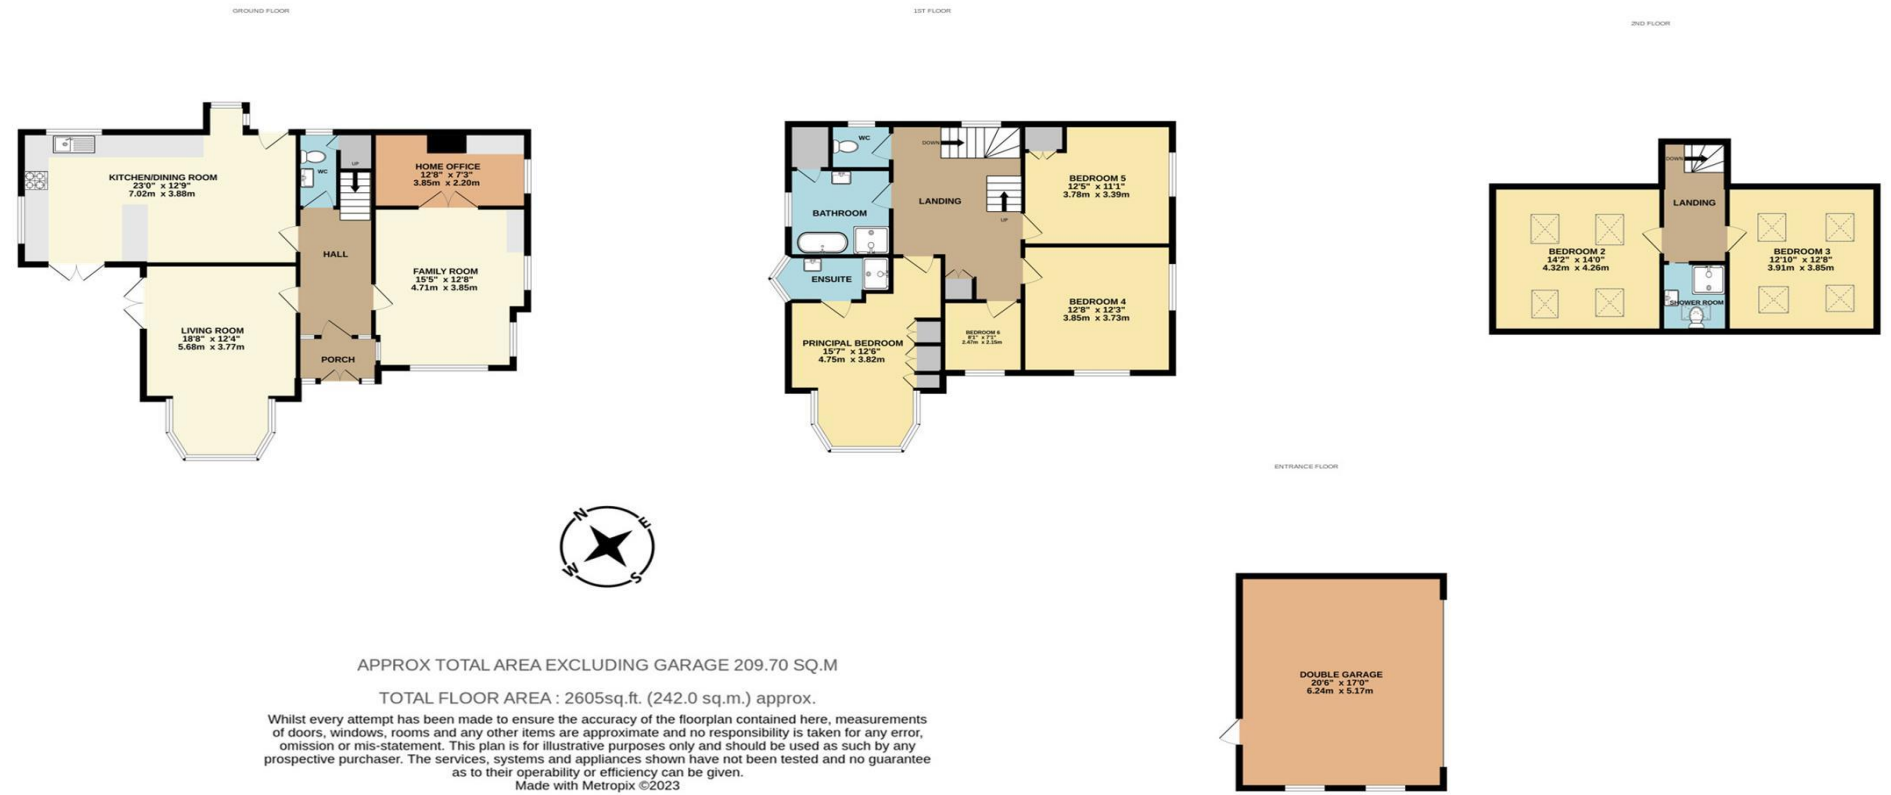 GROUND FLOOR
KITCHEN/DINING ROOM
23'0" x 12'9"
7.02m x 3.88m
WC
UP
HOME OFFICE
12'8" x 7'3"
3.85m x 2.20m
HALL
FAMILY ROOM
15'5" x 12'8"
4.71m x 3.85m
LIVING ROOM
18'8" x 12'4"
5.68m x 3.77m
PORCH
1ST FLOOR
WC
DOWN
BEDROOM 5
12'5" x 11'1"
3.78m x 3.39m
LANDING
UP
BATHROOM
ENSUITE
BEDROOM 4
12'8" x 12'3"
3.85m x 3.73m
PRINCIPAL BEDROOM
15'7" x 12'6"
4.75m x 3.82m
BEDROOM 6
8'1" x 7'1"
2.47m x 2.15m
2ND FLOOR
DOWN
LANDING
BEDROOM 2
14'2" x 14'0"
4.32m x 4.26m
BEDROOM 3
12'10" x 12'8"
3.91m x 3.85m
SHOWER ROOM
ENTRANCE FLOOR
DOUBLE GARAGE
20'6" x 17'0"
6.24m x 5.17m
N
E
W
S
APPROX TOTAL AREA EXCLUDING GARAGE 209.70 SQ.M
TOTAL FLOOR AREA : 2605sq.ft. (242.0 sq.m.) approx.
Whilst every attempt has been made to ensure the accuracy of the floorplan contained here, measurements
of doors, windows, rooms and any other items are approximate and no responsibility is taken for any error,
omission or mis-statement. This plan is for illustrative purposes only and should be used as such by any
prospective purchaser. The services, systems and appliances shown have not been tested and no guarantee
as to their operability or efficiency can be given.
Made with Metropix ©2023